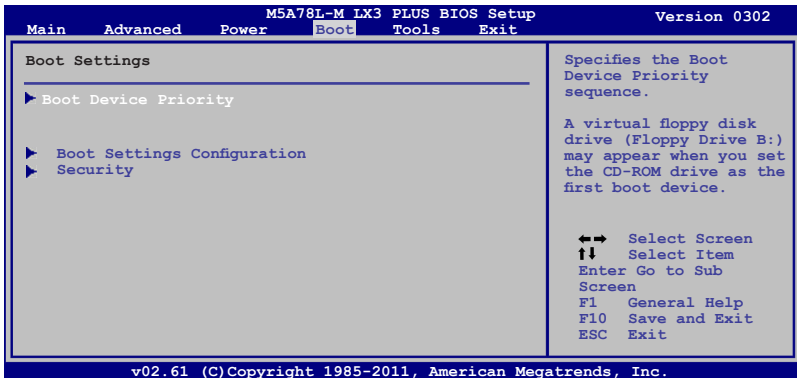 M5A78L-M LX3 PLUS BIOS Setup Version 0302
Main Advanced Power Boot Tools Exit
Boot Settings
Boot Device Priority
Boot Settings Configuration
Security
Specifies the Boot
Device Priority
sequence.
A virtual floppy disk
drive (Floppy Drive B:)
may appear when you set
the CD-ROM drive as the
first boot device.
←→ Select Screen
↑↓ Select Item
Enter Go to Sub
Screen
F1 General Help
F10 Save and Exit
ESC Exit
v02.61 (C)Copyright 1985-2011, American Megatrends, Inc.